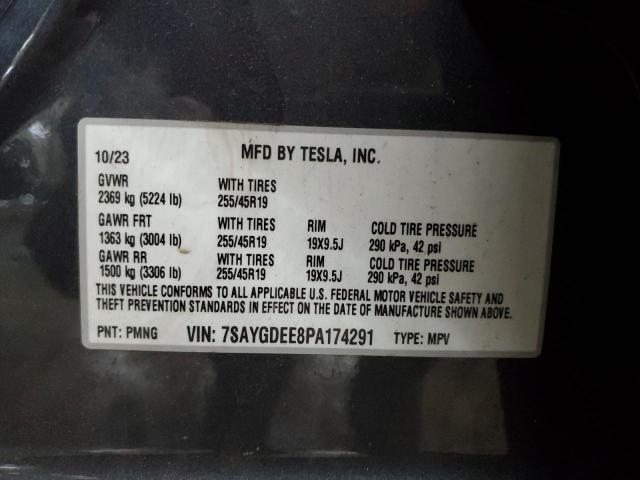 10/23 MFD BY TESLA, INC.
GVWR WITH TIRES
2369 kg (5224 lb) 255/45R19
GAWR FRT WITH TIRES RIM COLD TIRE PRESSURE
1363 kg (3004 lb) 255/45R19 19X9.5J 290 kPa, 42 psi
GAWR RR WITH TIRES RIM COLD TIRE PRESSURE
1500 kg (3306 lb) 255/45R19 19X9.5J 290 kPa, 42 psi
THIS VEHICLE CONFORMS TO ALL APPLICABLE U.S. FEDERAL MOTOR VEHICLE SAFETY AND
THEFT PREVENTION STANDARDS IN EFFECT ON THE DATE OF MANUFACTURE SHOWN ABOVE.
PNT: PMNG VIN: 7SAYGDEE8PA174291 TYPE: MPV